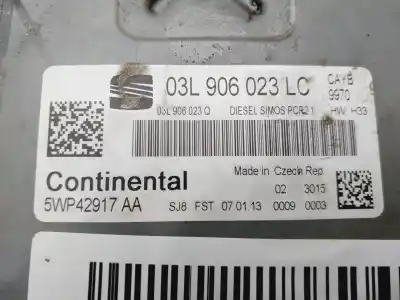 03L 906 023 LC
CAYB
9970
03L 906 023 Q DIESEL SIMOS PCR2.1 HW H33
Continental
Made in Czech Rep
02 3015
5WP42917 AA
SJ8 FST 07.01.13 0009 0003